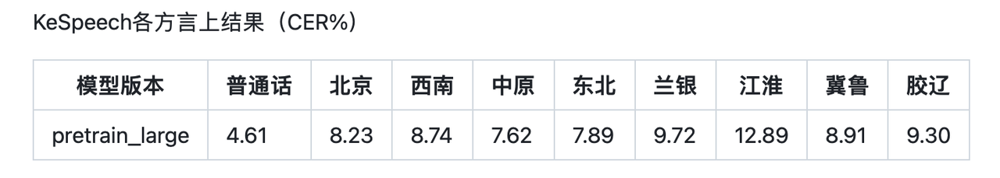 KeSpeech各方言上结果（CER%）
模型版本 普通话 北京 西南 中原 东北 兰银 江淮 冀鲁 胶辽
pretrain_large 4.61 8.23 8.74 7.62 7.89 9.72 12.89 8.91 9.30